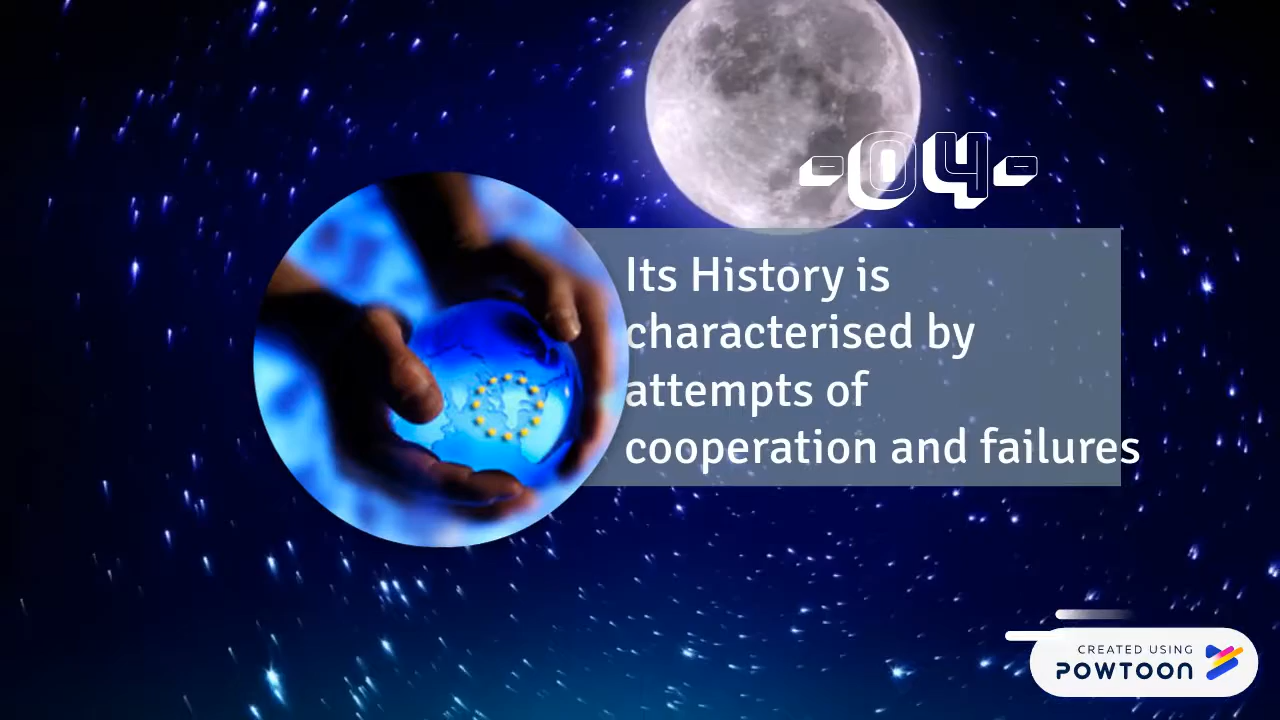 -04-
Its History is
characterised by
attempts of
cooperation and failures
CREATED USING
POWTOON